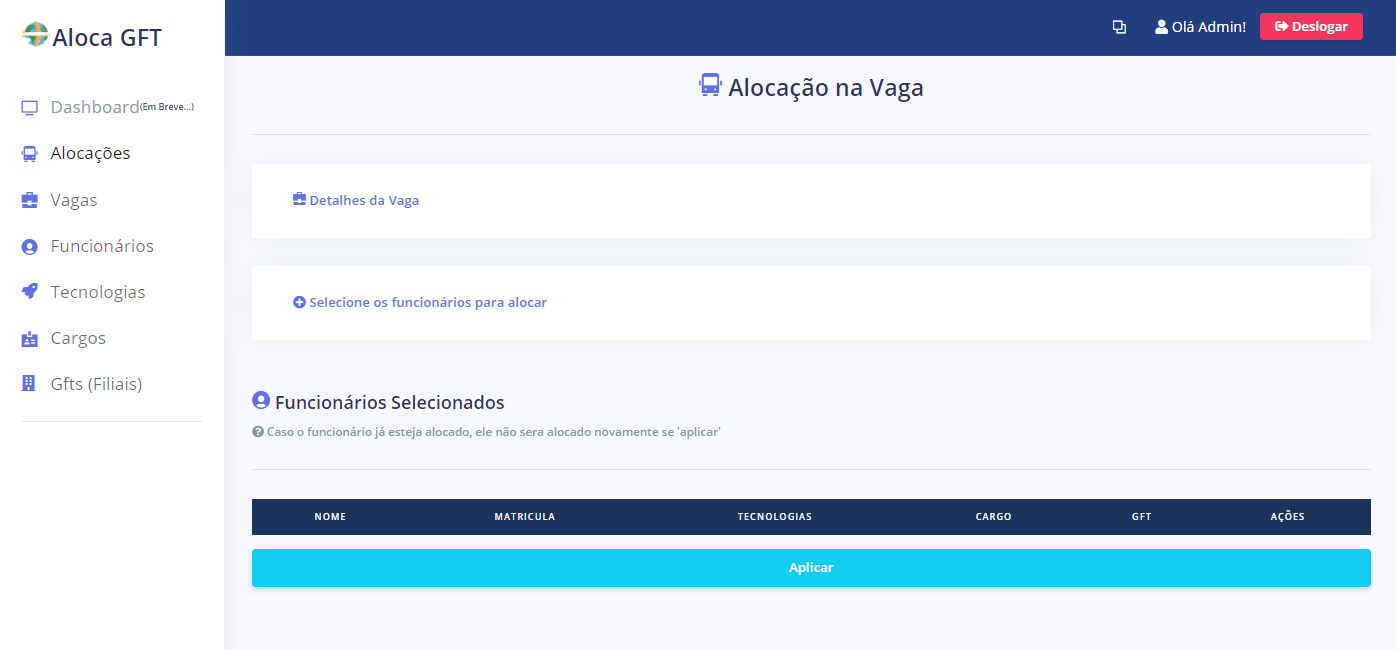 Aloca GFT
Olá Admin!
Deslogar
Dashboard(Em Breve...)
Alocações
Vagas
Funcionários
Tecnologias
Cargos
Gfts (Filiais)
Alocação na Vaga
Detalhes da Vaga
Selecione os funcionários para alocar
Funcionários Selecionados
Caso o funcionário já esteja alocado, ele não sera alocado novamente se 'aplicar'
NOME MATRICULA TECNOLOGIAS CARGO GFT AÇÕES
Aplicar